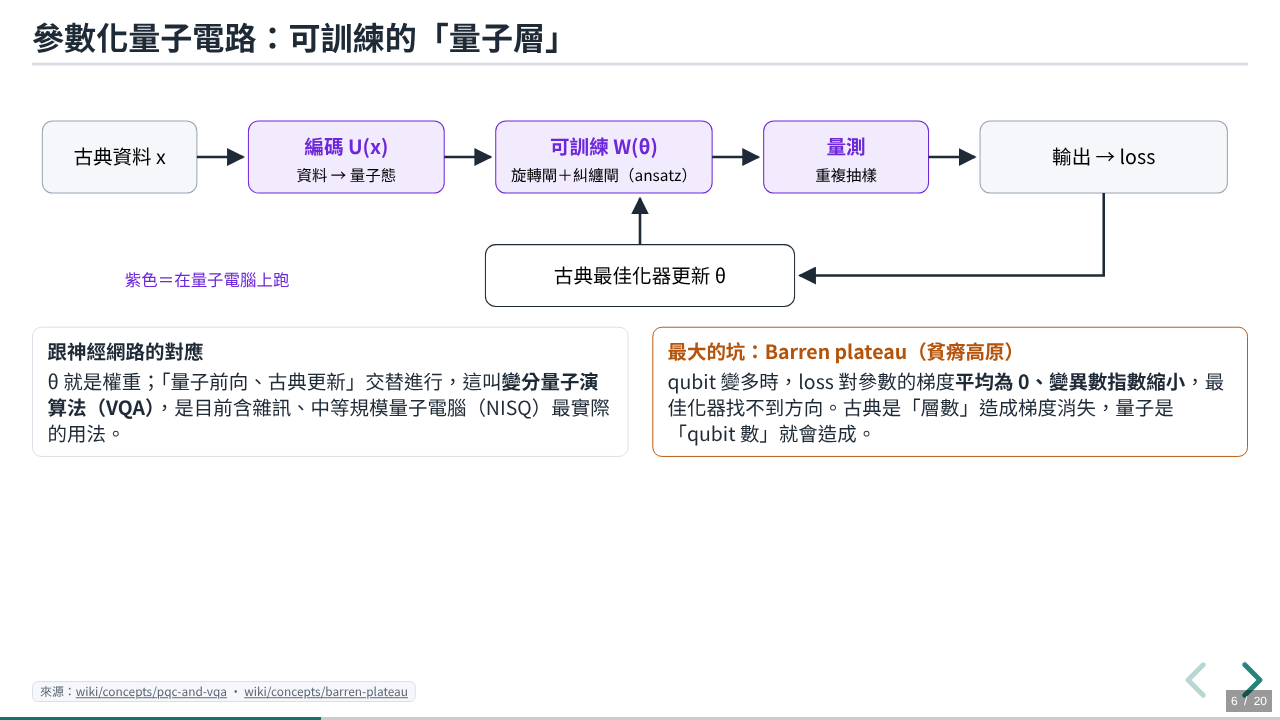 參數化量子電路：可訓練的「量子層」
古典資料 x
編碼 U(x)
資料 → 量子態
可訓練 W(θ)
旋轉閘＋糾纏閘（ansatz）
量測
重複抽樣
輸出 → loss
古典最佳化器更新 θ
紫色＝在量子電腦上跑
跟神經網路的對應
θ 就是權重；「量子前向、古典更新」交替進行，這叫變分量子演
算法（VQA），是目前含雜訊、中等規模量子電腦（NISQ）最實際
的用法。
最大的坑：Barren plateau（貧瘠高原）
qubit 變多時，loss 對參數的梯度平均為 0、變異數指數縮小，最
佳化器找不到方向。古典是「層數」造成梯度消失，量子是
「qubit 數」就會造成。
來源：wiki/concepts/pqc-and-vqa · wiki/concepts/barren-plateau
6 / 20